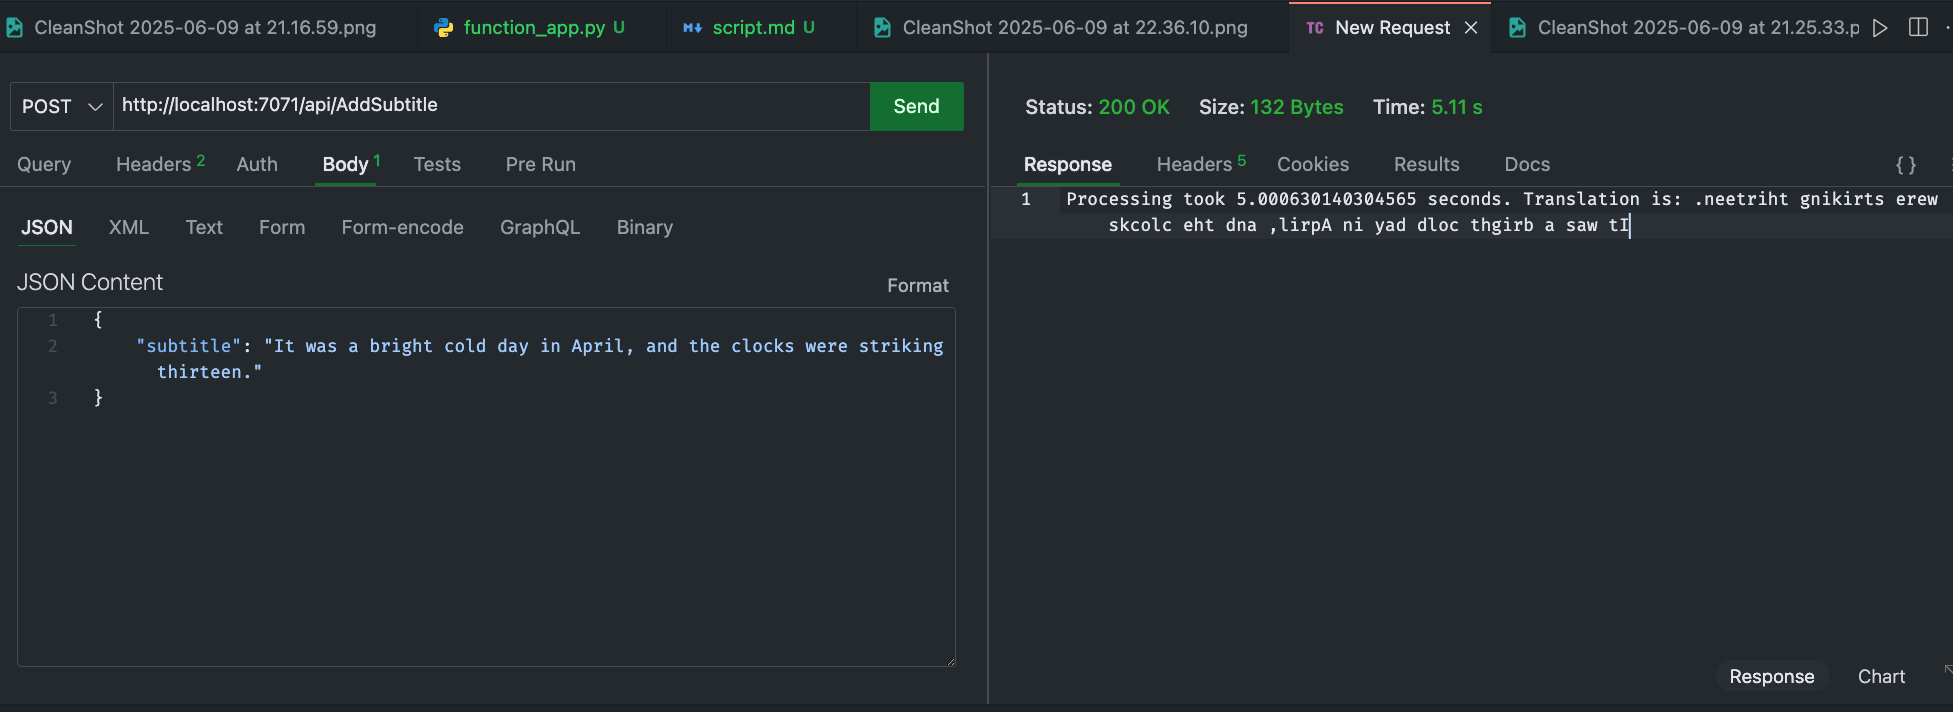 CleanShot 2025-06-09 at 21.16.59.png
function_app.py U
script.md U
CleanShot 2025-06-09 at 22.36.10.png
TC New Request
CleanShot 2025-06-09 at 21.25.33.p
POST http://localhost:7071/api/AddSubtitle Send
Query Headers 2 Auth Body 1 Tests Pre Run
JSON XML Text Form Form-encode GraphQL Binary
JSON Content Format
1 {
2 "subtitle": "It was a bright cold day in April, and the clocks were striking
thirteen."
3 }
Status: 200 OK Size: 132 Bytes Time: 5.11 s
Response Headers 5 Cookies Results Docs { }
1 Processing took 5.000630140304565 seconds. Translation is: .neetriht gnikirts erew
skcolc eht dna ,lirpA ni yad dloc thgirb a saw tI
Response Chart